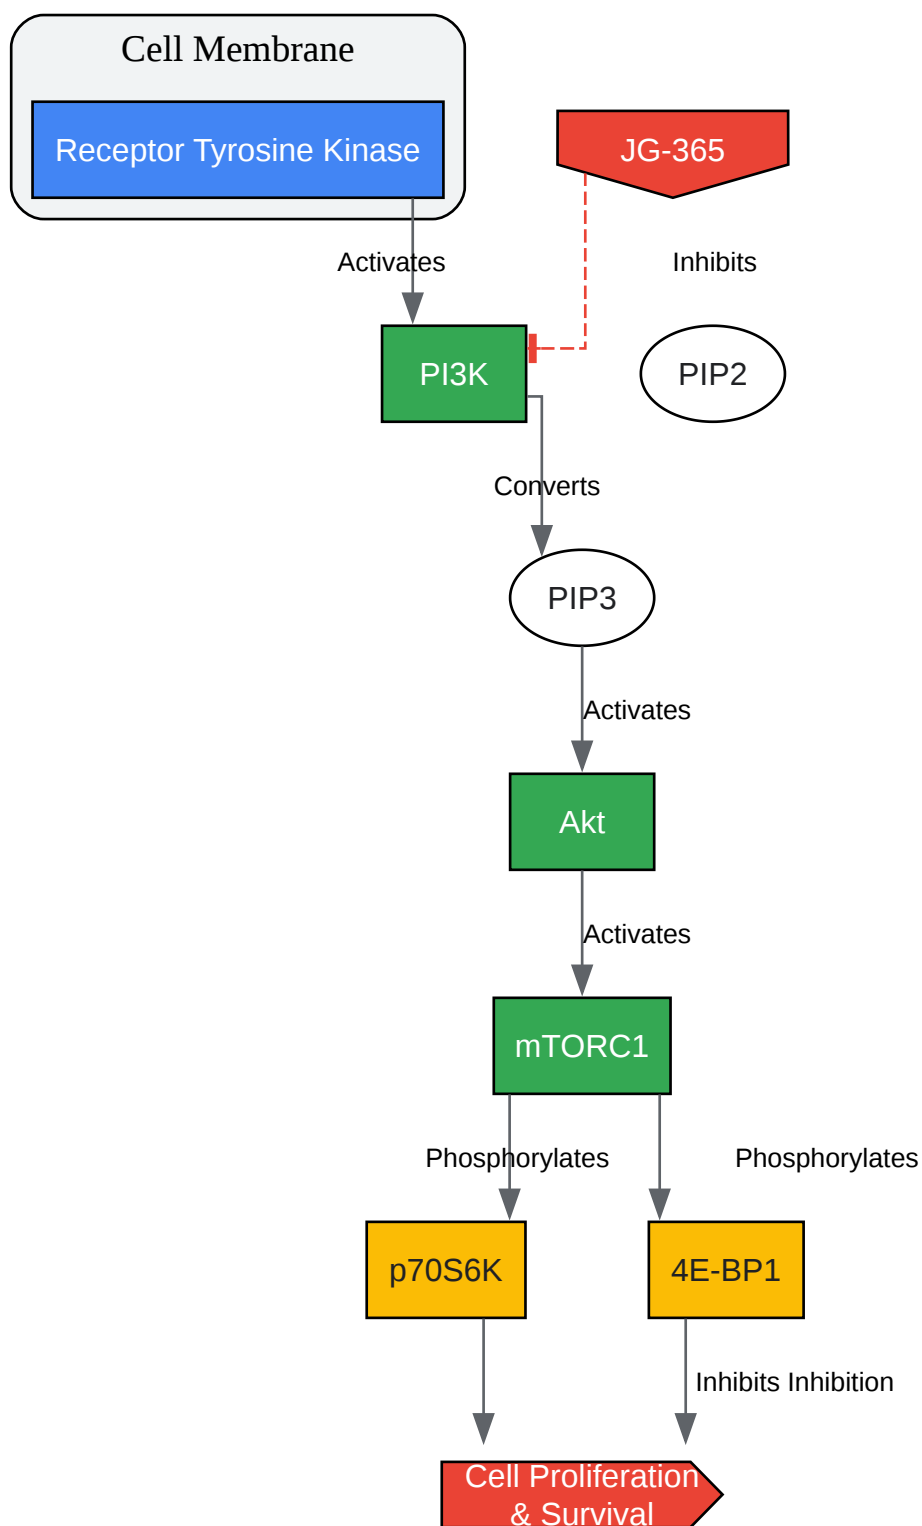 Cell Membrane
Receptor Tyrosine Kinase
JG-365
Activates
Inhibits
PI3K
PIP2
Converts
PIP3
Activates
Akt
Activates
mTORC1
Phosphorylates
Phosphorylates
p70S6K
4E-BP1
Inhibits Inhibition
Cell Proliferation
& Survival